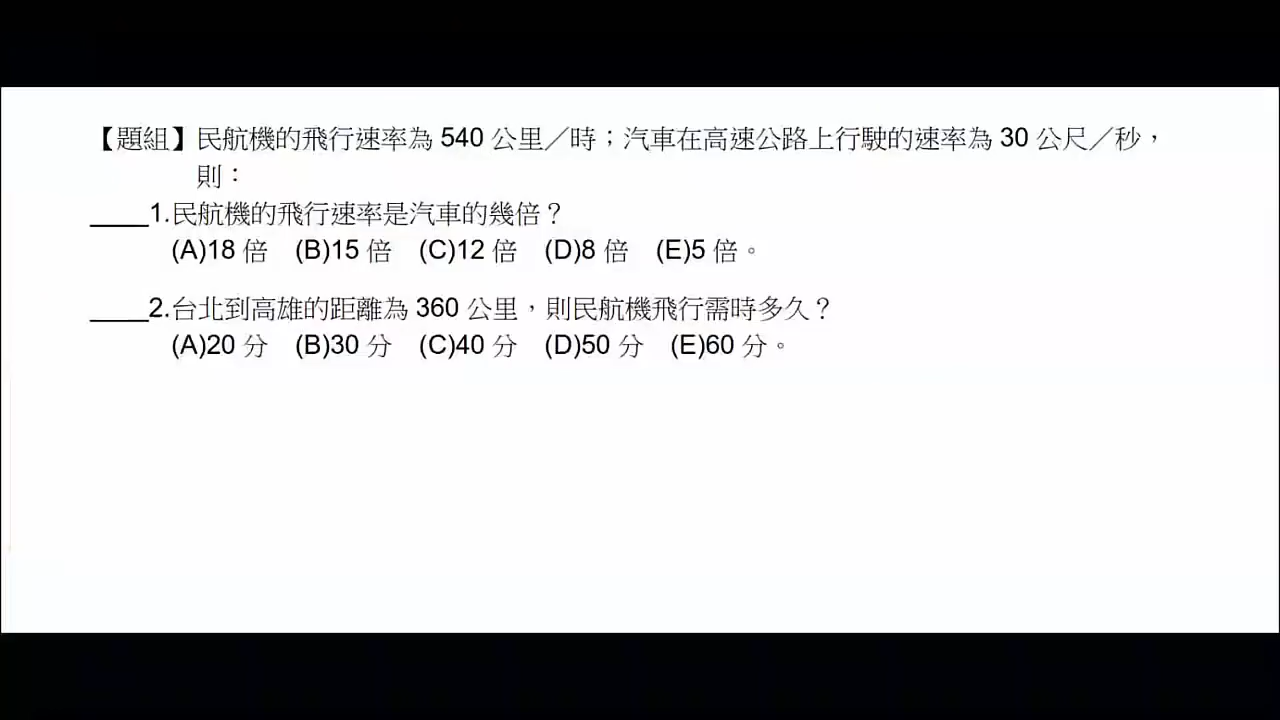 【題組】民航機的飛行速率為 540 公里／時；汽車在高速公路上行駛的速率為 30 公尺／秒，
則：
____1.民航機的飛行速率是汽車的幾倍？
(A)18 倍 (B)15 倍 (C)12 倍 (D)8 倍 (E)5 倍。
____2.台北到高雄的距離為 360 公里，則民航機飛行需時多久？
(A)20 分 (B)30 分 (C)40 分 (D)50 分 (E)60 分。